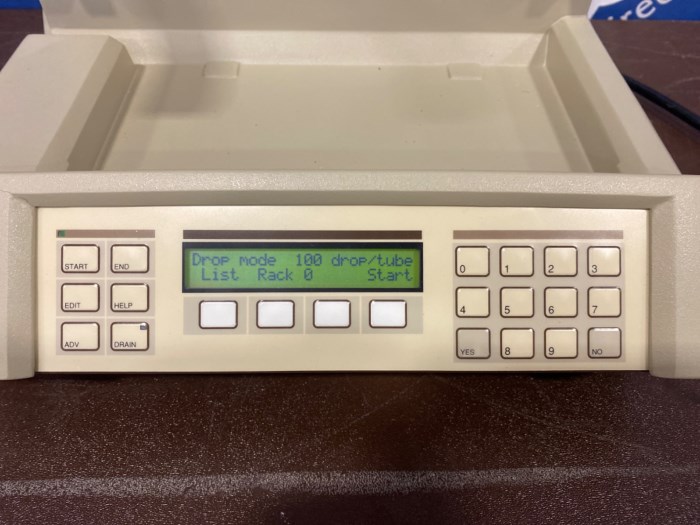 Drop mode 100 drop/tube
List Rack 0 Start
START END
EDIT HELP
ADV DRAIN
0 1 2 3
4 5 6 7
YES 8 9 NO